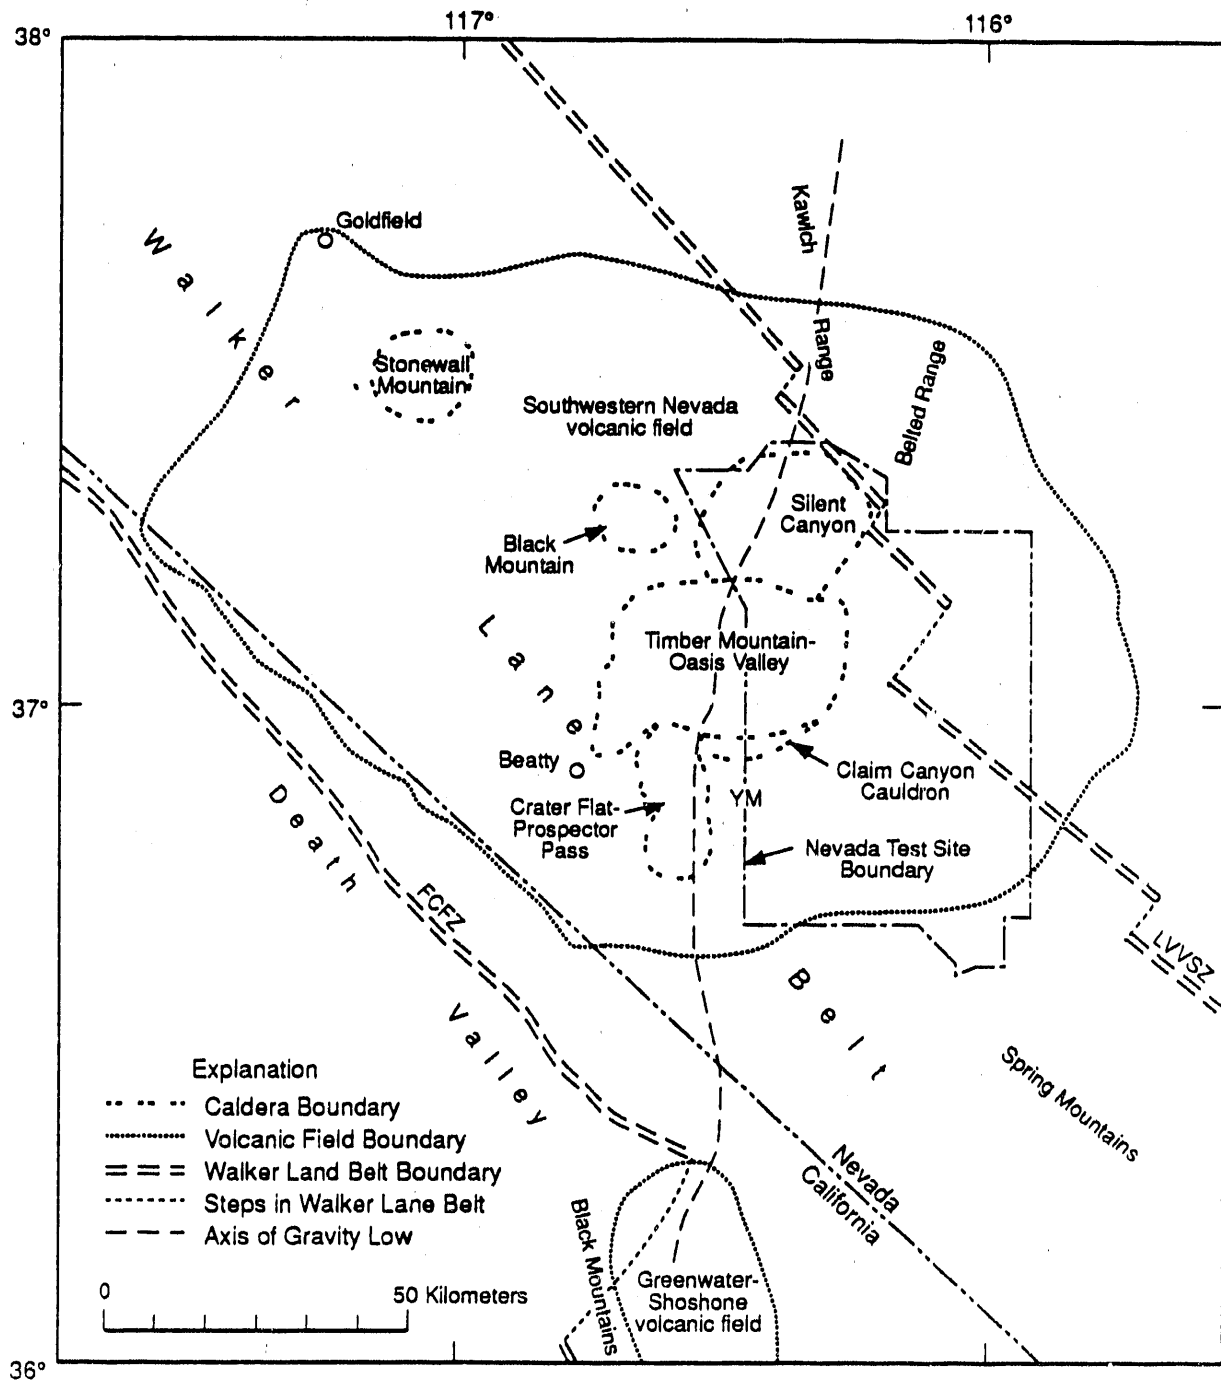 117°
116°
38°
Goldfield
Kawich
Range
Walker
Stonewall
Mountain
Southwestern Nevada
volcanic field
Belted Range
Silent
Canyon
Black
Mountain
Lane
Timber Mountain-
Oasis Valley
37°
Beatty
Claim Canyon
Cauldron
YM
Crater Flat-
Prospector
Pass
Nevada Test Site
Boundary
Death
FCFZ
LVVSZ
Belt
Valley
Spring Mountains
Explanation
Caldera Boundary
Volcanic Field Boundary
Walker Land Belt Boundary
Steps in Walker Lane Belt
Axis of Gravity Low
Nevada
California
Black Mountains
Greenwater-
Shoshone
volcanic field
0
50 Kilometers
36°